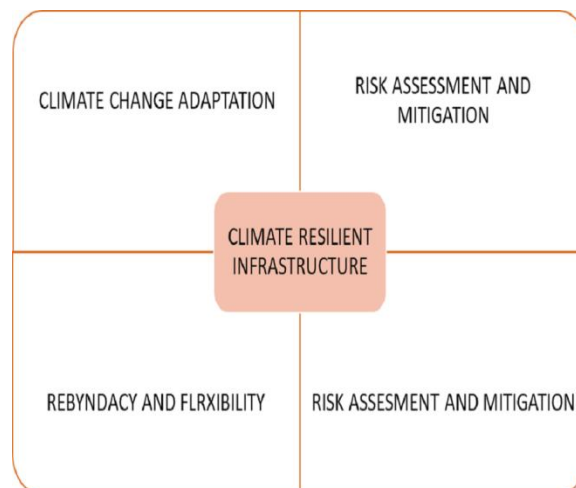 CLIMATE CHANGE ADAPTATION
RISK ASSESSMENT AND
MITIGATION
CLIMATE RESILIENT
INFRASTRUCTURE
REBYNDACY AND FLRXIBILITY
RISK ASSESMENT AND MITIGATION